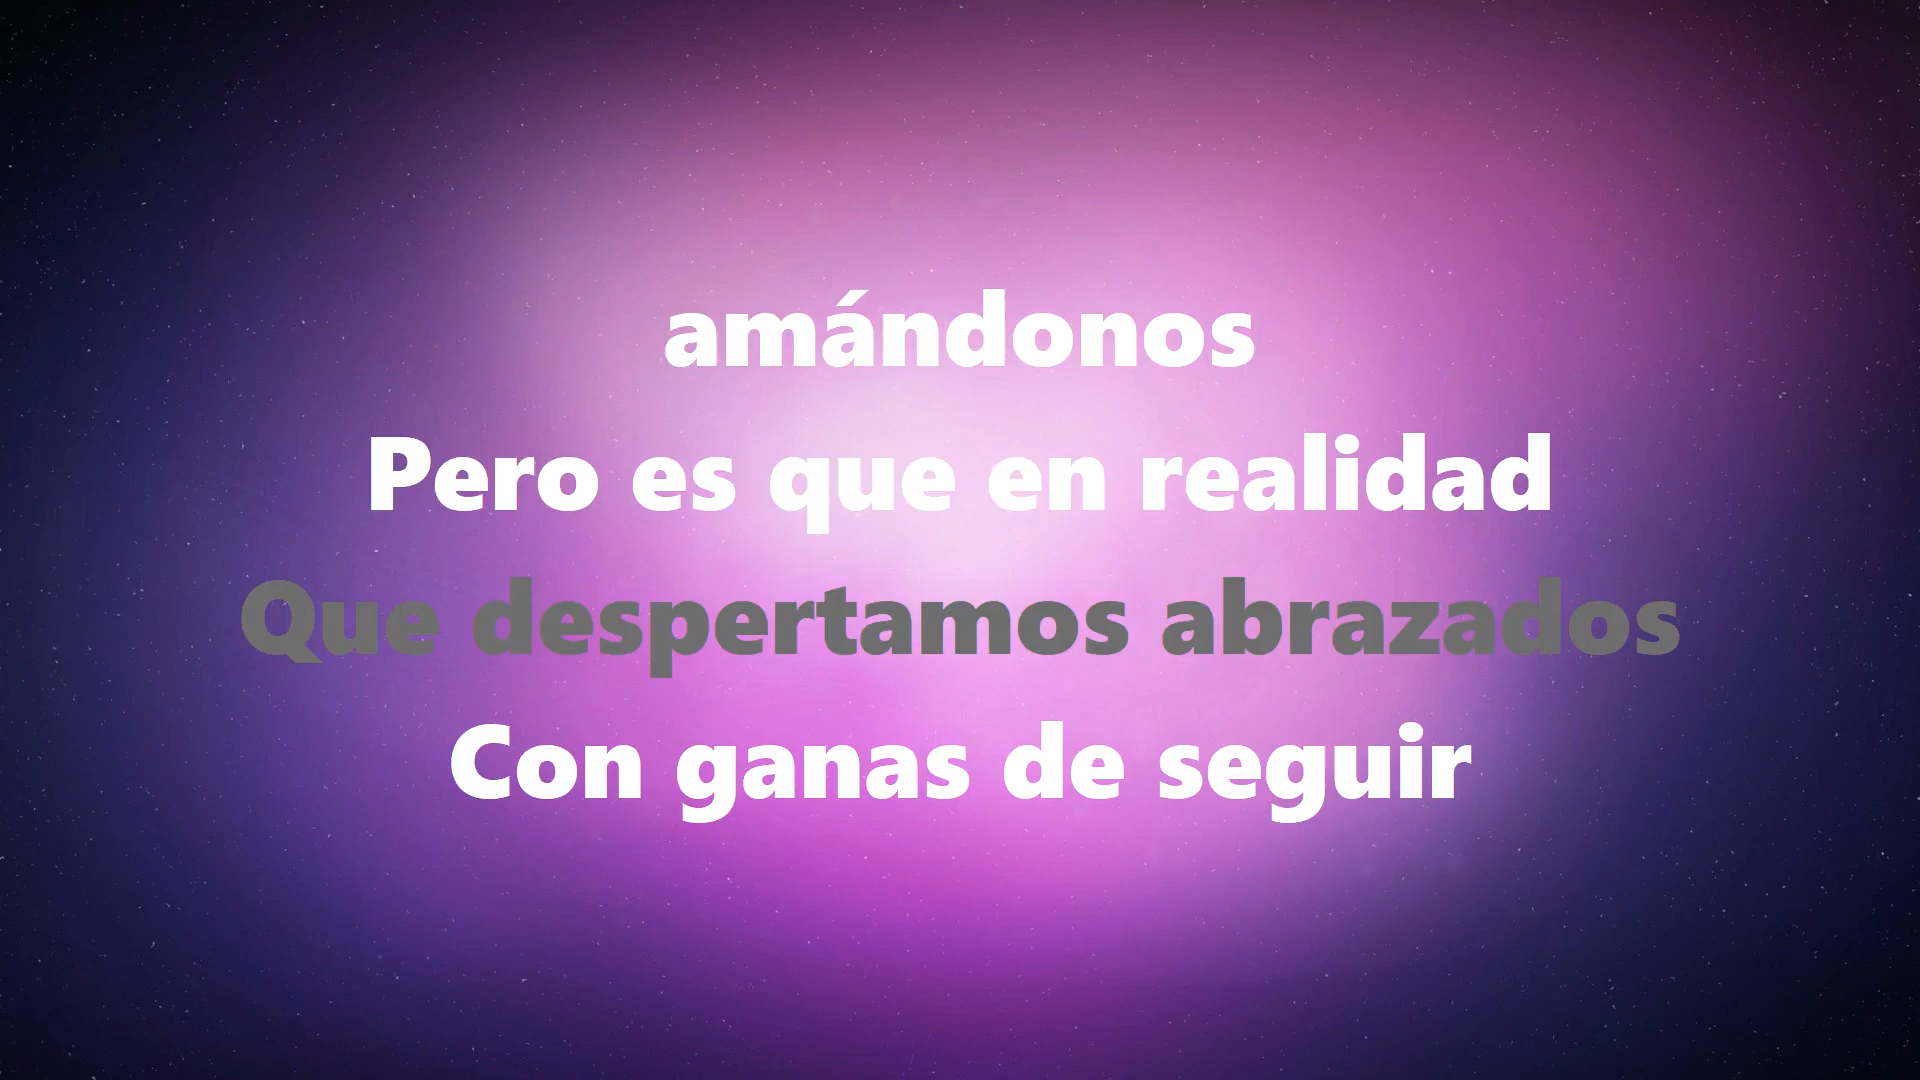 amándonos
Pero es que en realidad
Que despertamos abrazados
Con ganas de seguir